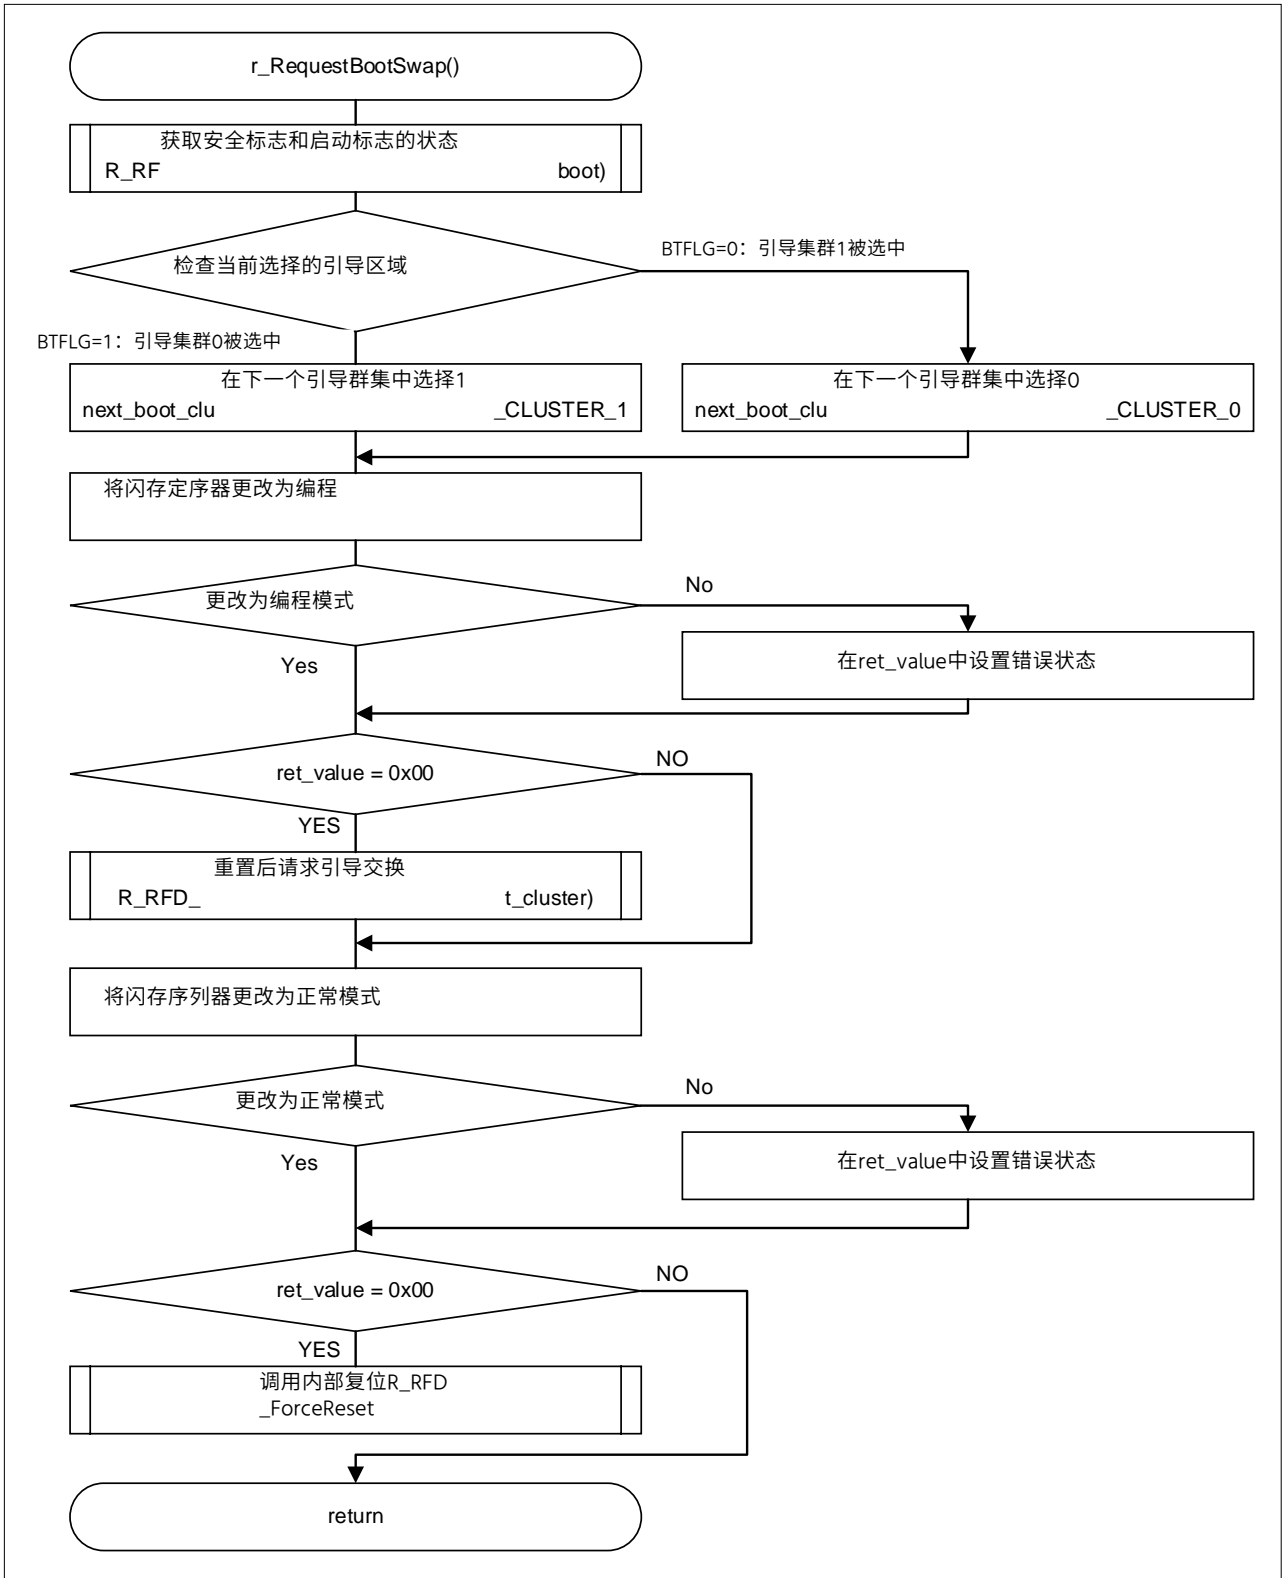 r_RequestBootSwap()
获取安全标志和启动标志的状态
R_RF boot)
检查当前选择的引导区域
BTFLG=0：引导集群1被选中
BTFLG=1：引导集群0被选中
在下一个引导群集中选择1
next_boot_clu _CLUSTER_1
在下一个引导群集中选择0
next_boot_clu _CLUSTER_0
将闪存定序器更改为编程
更改为编程模式
No
Yes
在ret_value中设置错误状态
ret_value = 0x00
NO
YES
重置后请求引导交换
R_RFD_ t_cluster)
将闪存序列器更改为正常模式
更改为正常模式
No
Yes
在ret_value中设置错误状态
ret_value = 0x00
NO
YES
调用内部复位R_RFD
_ForceReset
return